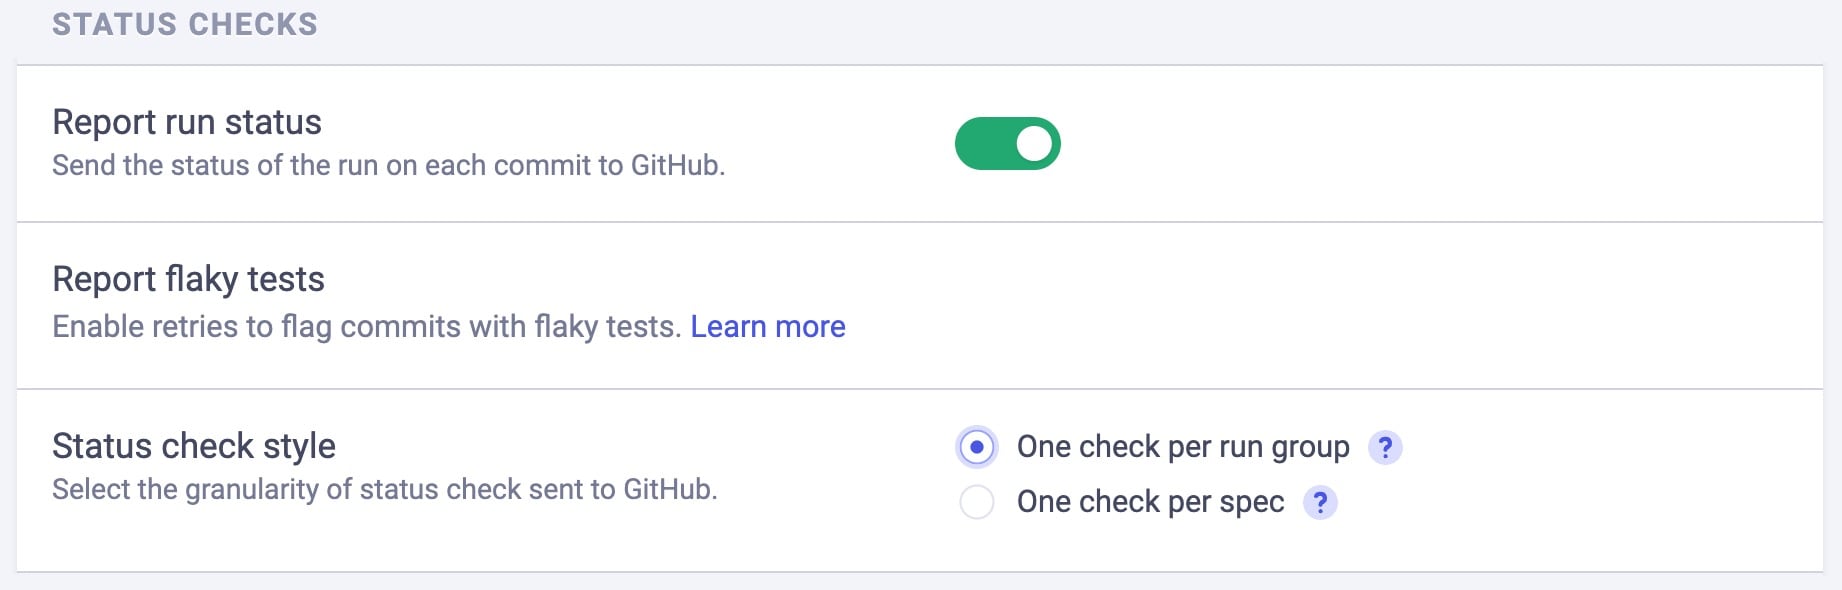 STATUS CHECKS
Report run status
Send the status of the run on each commit to GitHub.
Report flaky tests
Enable retries to flag commits with flaky tests. Learn more
Status check style
Select the granularity of status check sent to GitHub.
One check per run group ?
One check per spec ?